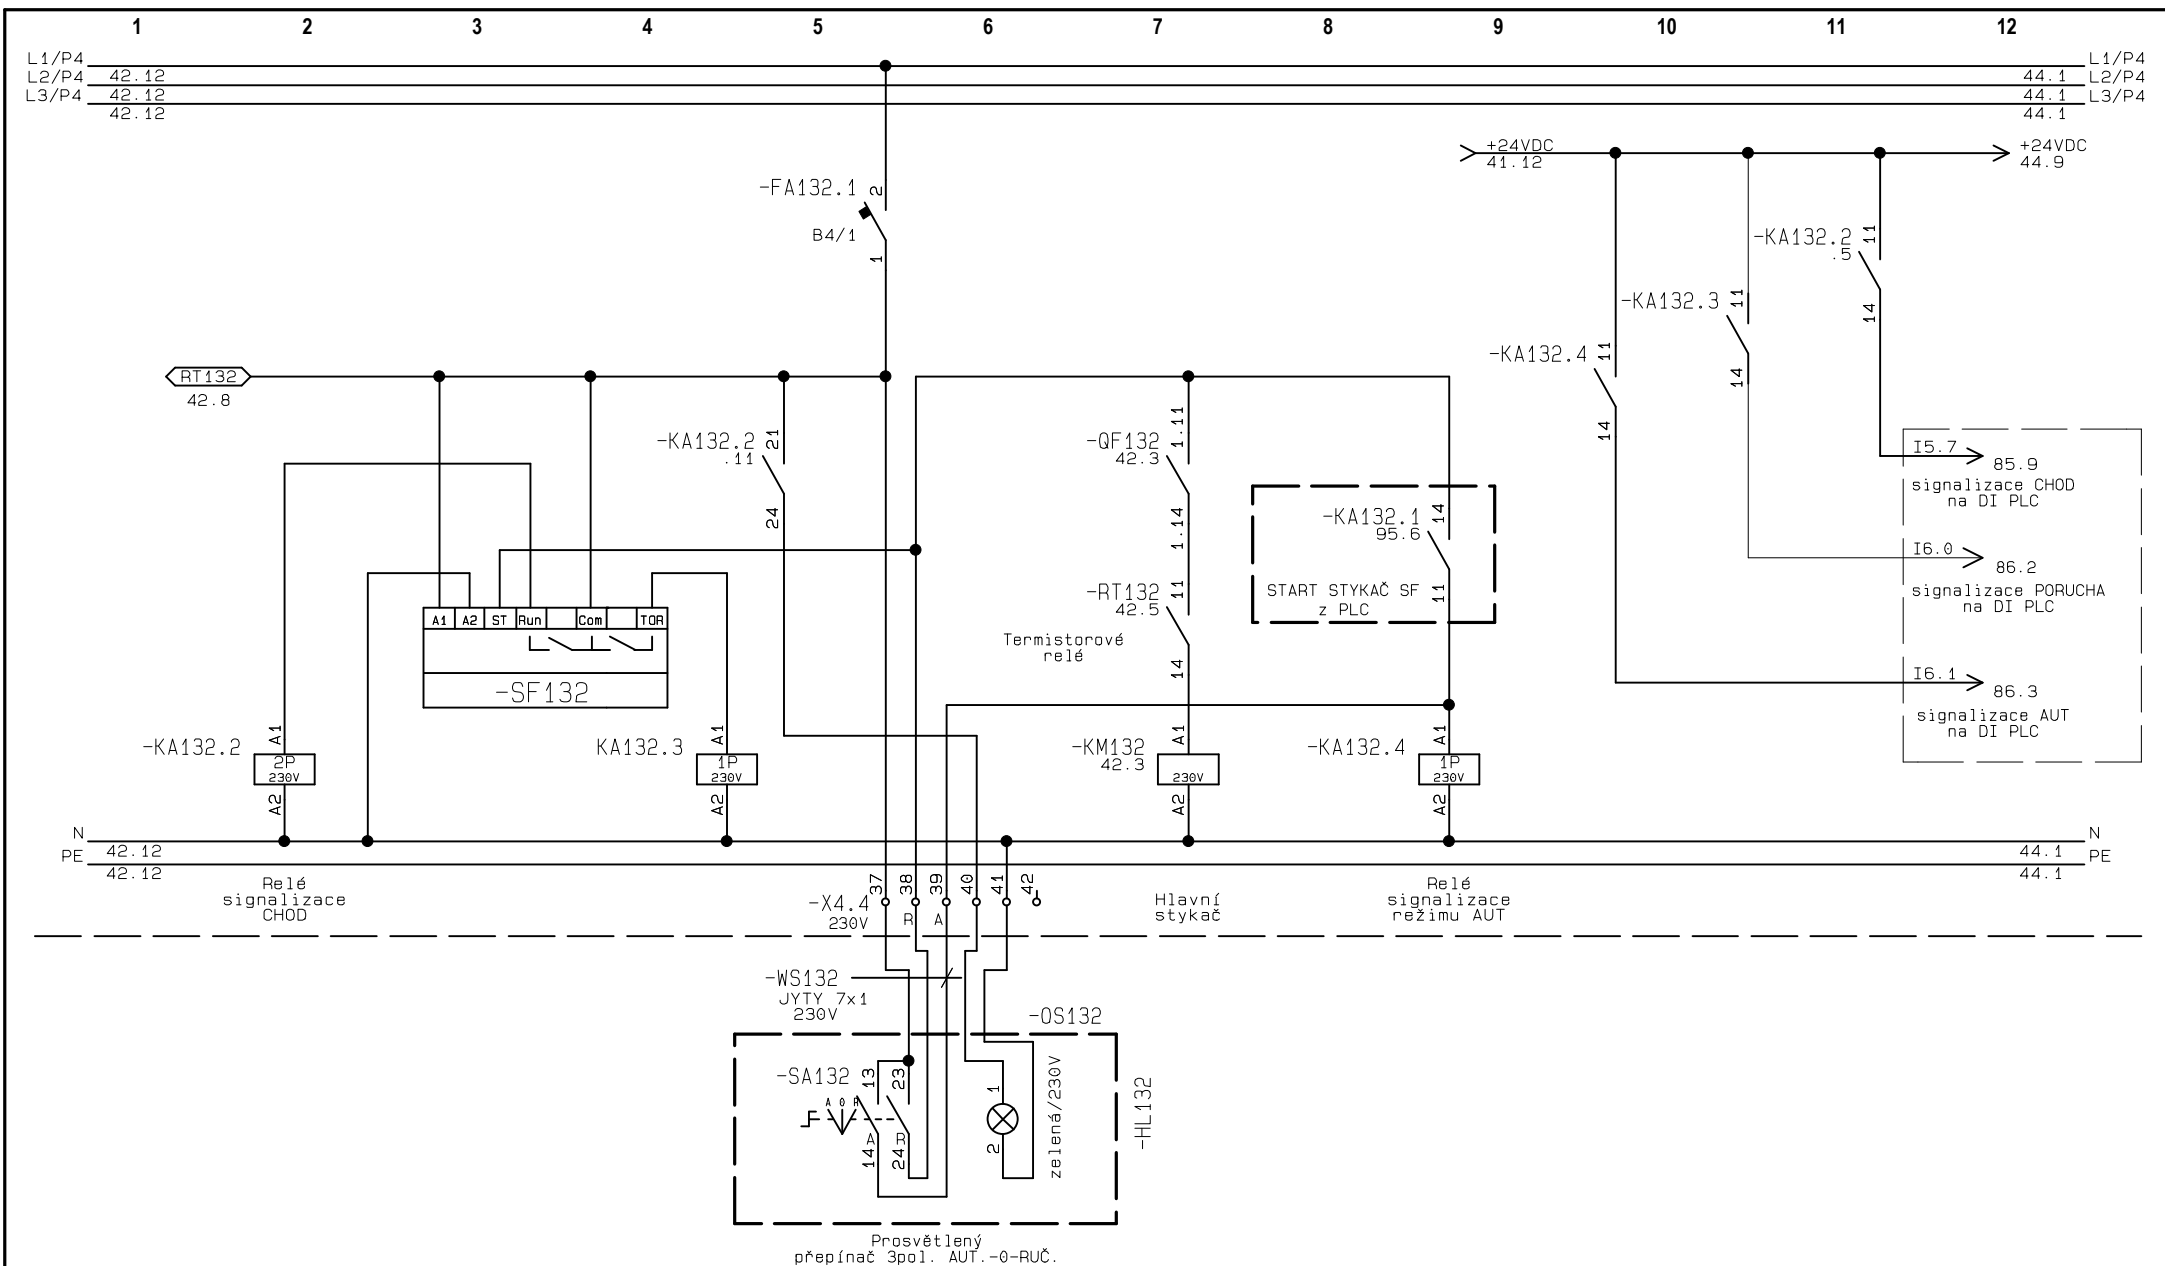 1 2 3 4 5 6 7 8 9 10 11 12
L1/P4 L1/P4
L2/P4 42.12 44.1 L2/P4
L3/P4 42.12 44.1 L3/P4
42.12 44.1
+24VDC
41.12
+24VDC
44.9
-FA132.1 2
B4/1
1
-KA132.2 11
.5
14
-KA132.3 11
14
-KA132.4 11
14
RT132
42.8
-KA132.2 21
.11
24
-QF132 1.11
42.3
1.14
-KA132.1 14
95.6
START STYKAČ SF
z PLC
11
-RT132 11
42.5
14
Termistorové
relé
I5.7
85.9
signalizace CHOD
na DI PLC
I6.0
86.2
signalizace PORUCHA
na DI PLC
I6.1
86.3
signalizace AUT
na DI PLC
A1 A2 ST Run Com TOR
-SF132
-KA132.2 A1
2P
230V
A2
KA132.3 A1
1P
230V
A2
-KM132 A1
42.3
230V
A2
-KA132.4 A1
1P
230V
A2
N N
42.12 44.1
PE PE
42.12 44.1
Relé
signalizace
CHOD
37 38 39 40 41 42
-X4.4
230V
R A
Hlavní
stykač
Relé
signalizace
režimu AUT
-WS132
JYTY 7x1
230V
-OS132
-SA132 13 23
A 0 R
A R
14 24
1
2
zelená/230V
-HL132
Prosvětlený
přepínač 3pol. AUT.-0-RUČ.